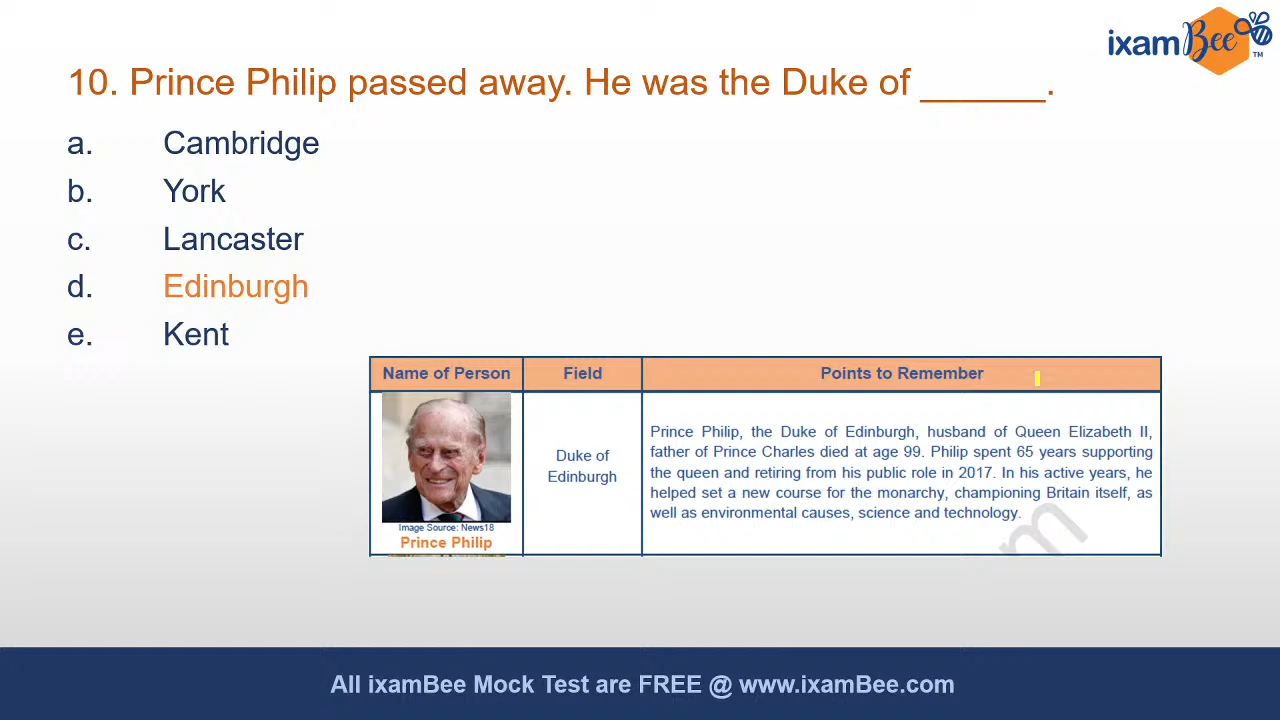 ixamBee TM
10. Prince Philip passed away. He was the Duke of ______.
a. Cambridge
b. York
c. Lancaster
d. Edinburgh
e. Kent
Name of Person Field Points to Remember
Image Source: News18
Prince Philip
Duke of
Edinburgh
Prince Philip, the Duke of Edinburgh, husband of Queen Elizabeth II,
father of Prince Charles died at age 99. Philip spent 65 years supporting
the queen and retiring from his public role in 2017. In his active years, he
helped set a new course for the monarchy, championing Britain itself, as
well as environmental causes, science and technology.
All ixamBee Mock Test are FREE @ www.ixamBee.com